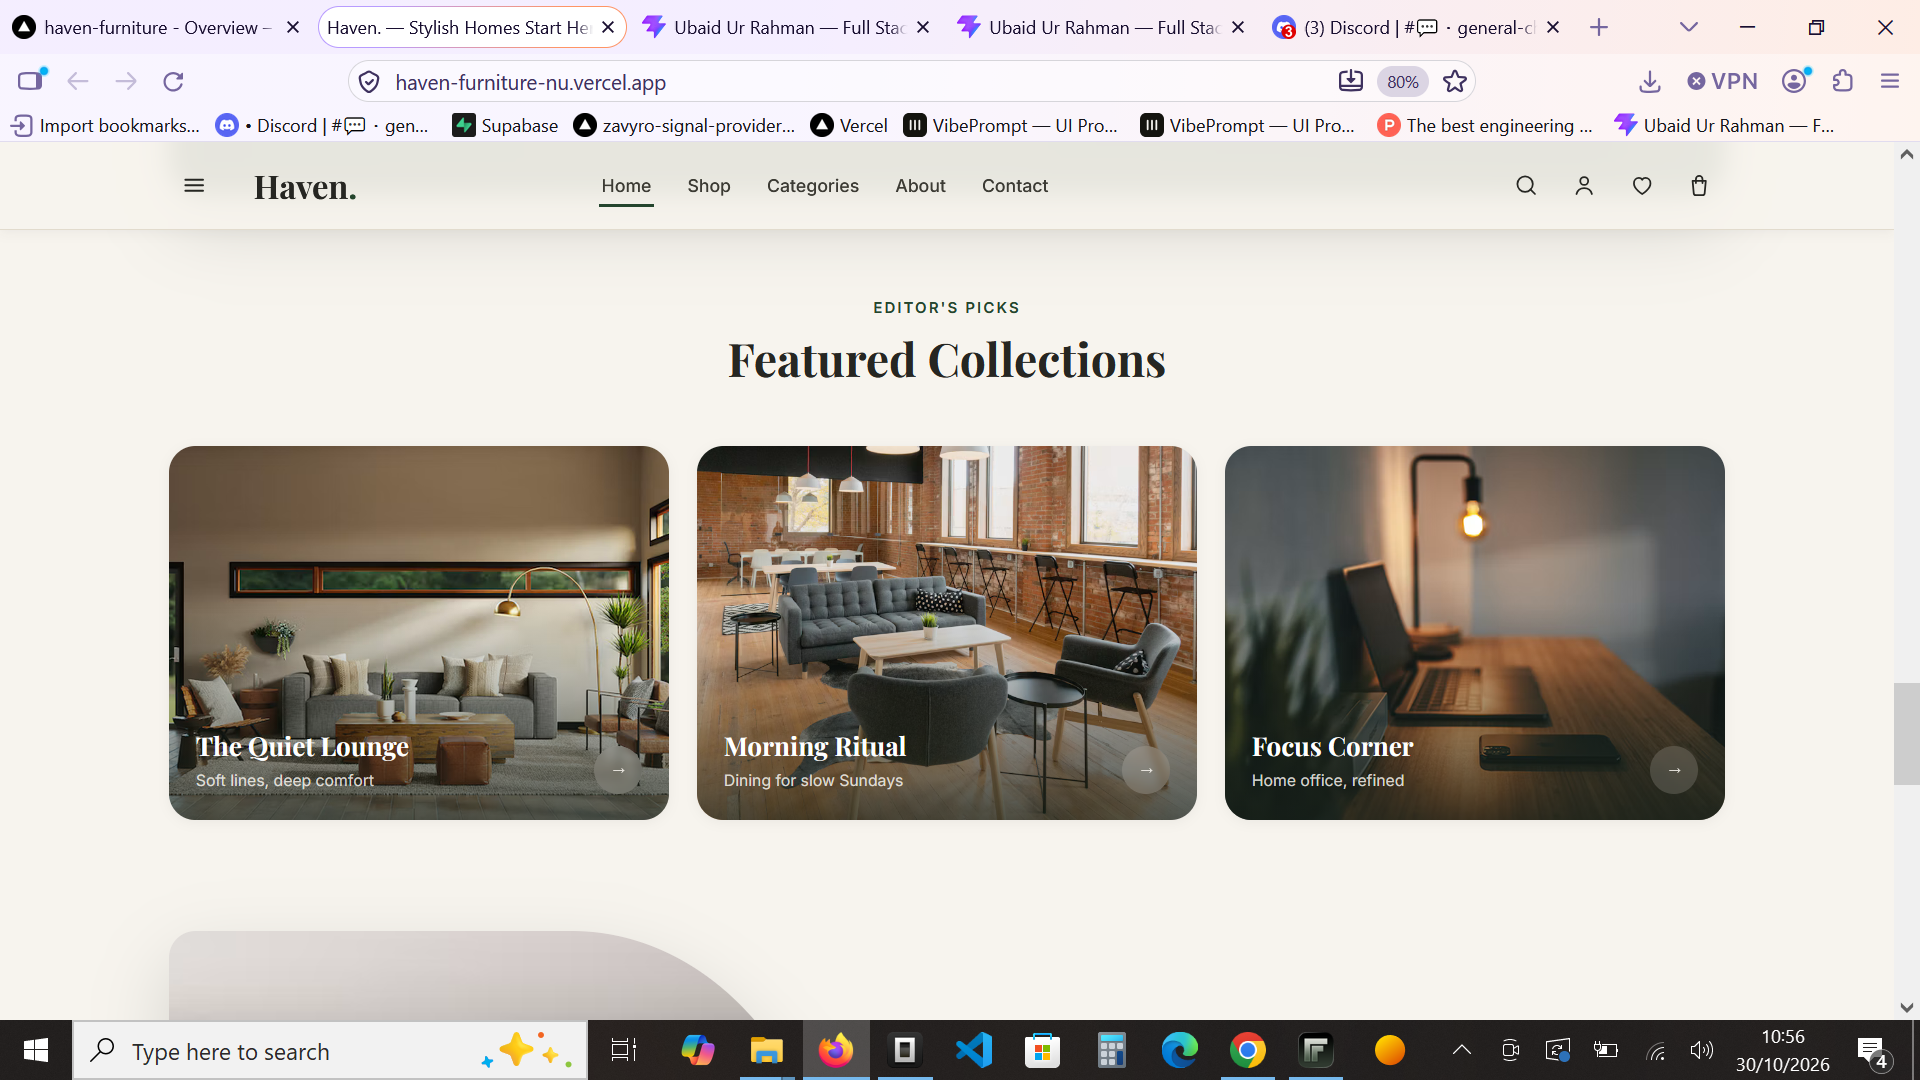 haven-furniture - Overview –
Haven. — Stylish Homes Start He
Ubaid Ur Rahman — Full Stac
Ubaid Ur Rahman — Full Stac
(3) Discord | #💬・general-c
haven-furniture-nu.vercel.app
80%
VPN
Import bookmarks...
• Discord | #💬・gen...
Supabase
zavyro-signal-provider...
Vercel
VibePrompt — UI Pro...
VibePrompt — UI Pro...
The best engineering ...
Ubaid Ur Rahman — F...
Haven.
Home
Shop
Categories
About
Contact
EDITOR'S PICKS
Featured Collections
The Quiet Lounge
Soft lines, deep comfort
→
Morning Ritual
Dining for slow Sundays
→
Focus Corner
Home office, refined
→
Type here to search
10:56
30/10/2026
4